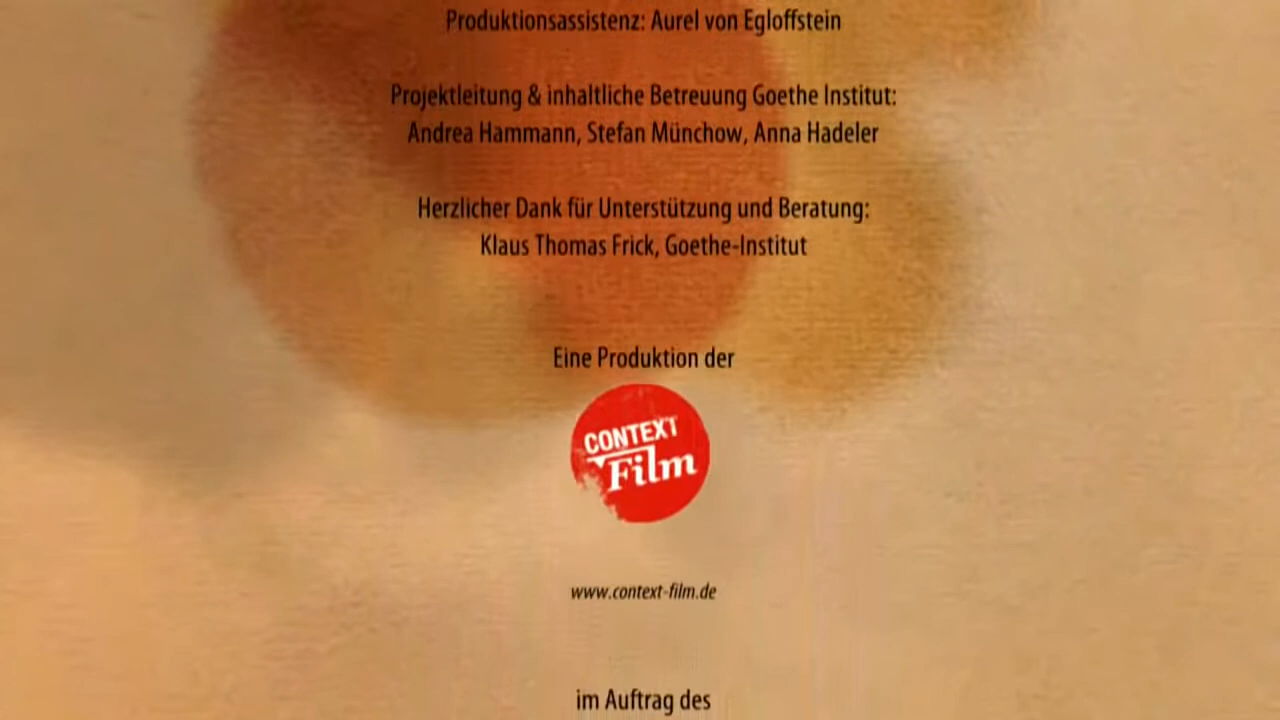 Produktionsassistenz: Aurel von Egloffstein
Projektleitung & inhaltliche Betreuung Goethe Institut:
Andrea Hammann, Stefan Münchow, Anna Hadeler
Herzlicher Dank für Unterstützung und Beratung:
Klaus Thomas Frick, Goethe-Institut
Eine Produktion der
CONTEXT
Film
www.context-film.de
im Auftrag des